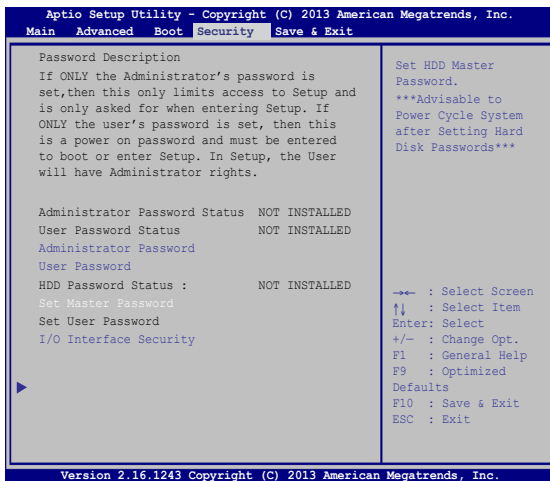 Aptio Setup Utility - Copyright (C) 2013 American Megatrends, Inc.
Main Advanced Boot Security Save & Exit
Password Description
If ONLY the Administrator's password is
set,then this only limits access to Setup and
is only asked for when entering Setup. If
ONLY the user's password is set, then this
is a power on password and must be entered
to boot or enter Setup. In Setup, the User
will have Administrator rights.
Administrator Password Status NOT INSTALLED
User Password Status NOT INSTALLED
Administrator Password
User Password
HDD Password Status : NOT INSTALLED
Set Master Password
Set User Password
I/O Interface Security
Set HDD Master
Password.
***Advisable to
Power Cycle System
after Setting Hard
Disk Passwords***
→← : Select Screen
↑↓ : Select Item
Enter: Select
+/— : Change Opt.
F1 : General Help
F9 : Optimized
Defaults
F10 : Save & Exit
ESC : Exit
Version 2.16.1243 Copyright (C) 2013 American Megatrends, Inc.